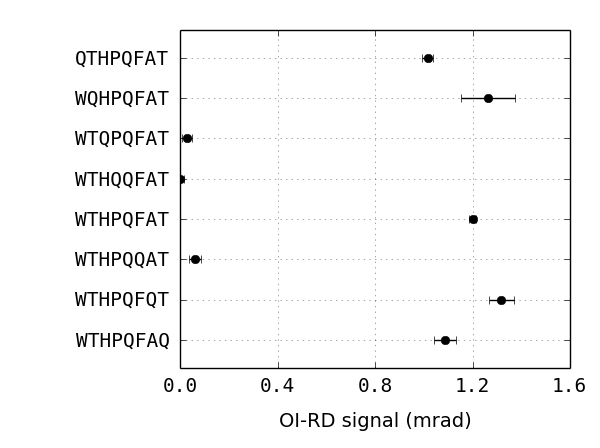 QTHPQFAT
WQHPQFAT
WTQPQFAT
WTHQQFAT
WTHPQFAT
WTHPQQAT
WTHPQFQT
WTHPQFAQ
0.0 0.4 0.8 1.2 1.6
OI-RD signal (mrad)